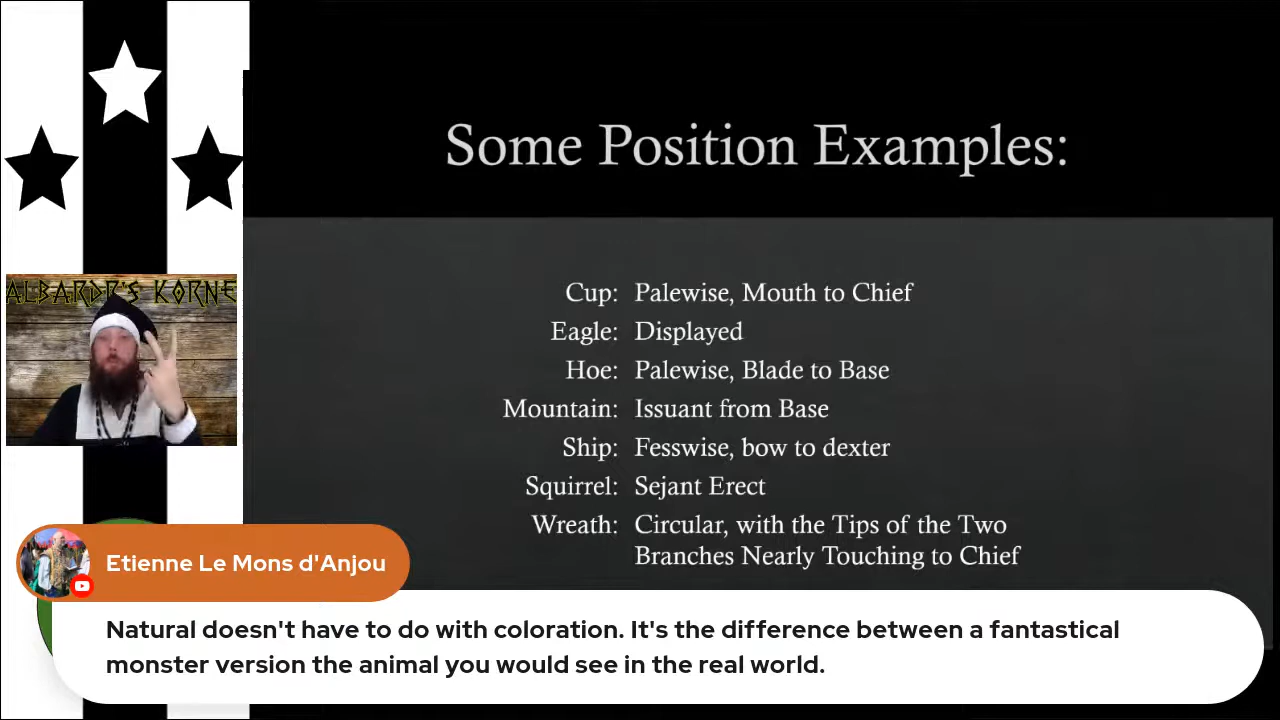 Some Position Examples:
ALBARDR'S KORNE
Cup: Palewise, Mouth to Chief
Eagle: Displayed
Hoe: Palewise, Blade to Base
Mountain: Issuant from Base
Ship: Fesswise, bow to dexter
Squirrel: Sejant Erect
Wreath: Circular, with the Tips of the Two
Branches Nearly Touching to Chief
Etienne Le Mons d'Anjou
Natural doesn't have to do with coloration. It's the difference between a fantastical
monster version the animal you would see in the real world.